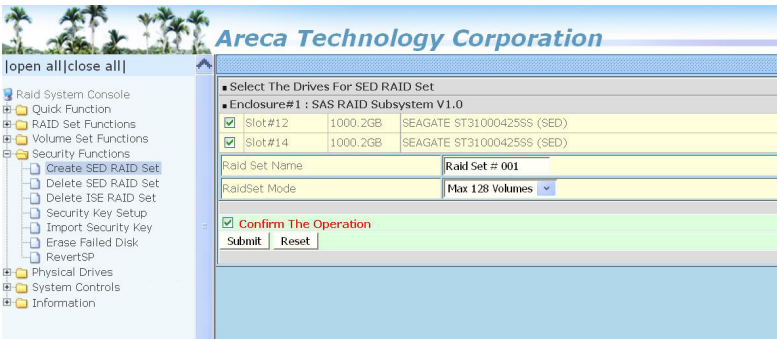 Areca Technology Corporation
|open all|close all|
Raid System Console
Quick Function
RAID Set Functions
Volume Set Functions
Security Functions
Create SED RAID Set
Delete SED RAID Set
Delete ISE RAID Set
Security Key Setup
Import Security Key
Erase Failed Disk
RevertSP
Physical Drives
System Controls
Information
▪ Select The Drives For SED RAID Set
▪ Enclosure#1 : SAS RAID Subsystem V1.0
Slot#12 1000.2GB SEAGATE ST31000425SS (SED)
Slot#14 1000.2GB SEAGATE ST31000425SS (SED)
Raid Set Name Raid Set # 001
RaidSet Mode Max 128 Volumes
Confirm The Operation
Submit Reset